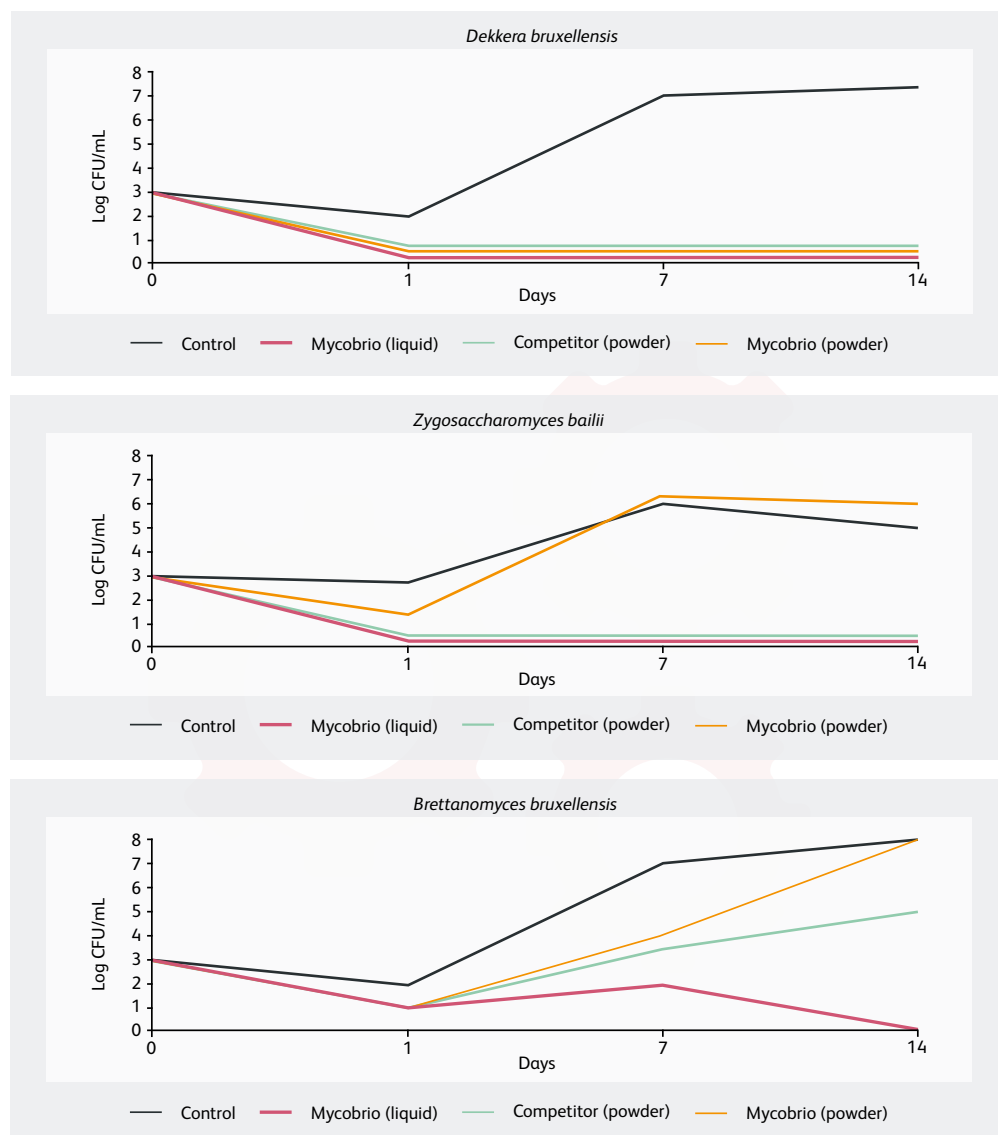 Dekkera bruxellensis
8
7
6
5
4
3
2
1
0
Log CFU/mL
0 1 7 14
Days
Control Mycobrio (liquid) Competitor (powder) Mycobrio (powder)
Zygosaccharomyces bailii
8
7
6
5
4
3
2
1
0
Log CFU/mL
0 1 7 14
Days
Control Mycobrio (liquid) Competitor (powder) Mycobrio (powder)
Brettanomyces bruxellensis
8
7
6
5
4
3
2
1
0
Log CFU/mL
0 1 7 14
Days
Control Mycobrio (liquid) Competitor (powder) Mycobrio (powder)